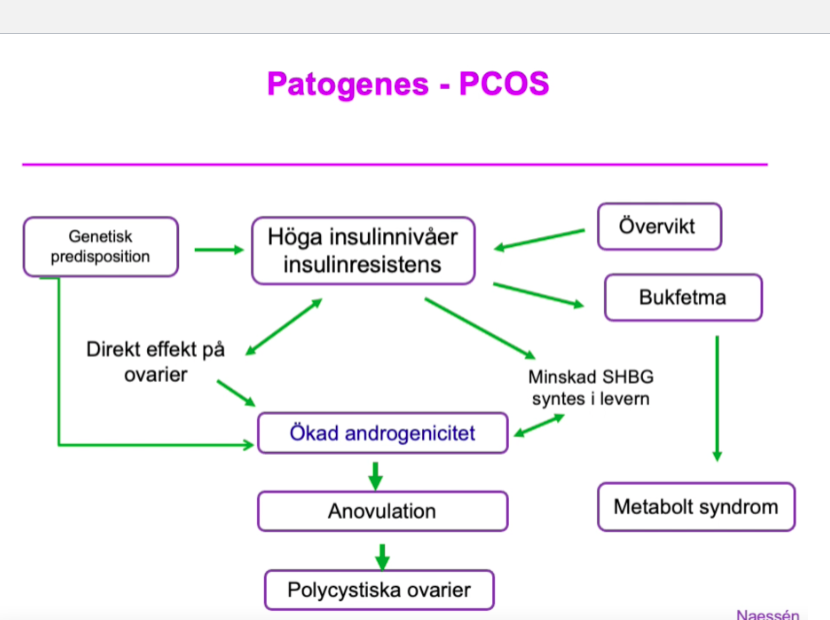 Patogenes - PCOS
Genetisk
predisposition
Höga insulinnivåer
insulinresistens
Övervikt
Bukfetma
Direkt effekt på
ovarier
Minskad SHBG
syntes i levern
Ökad androgenicitet
Anovulation
Metabolt syndrom
Polycystiska ovarier
Naessén